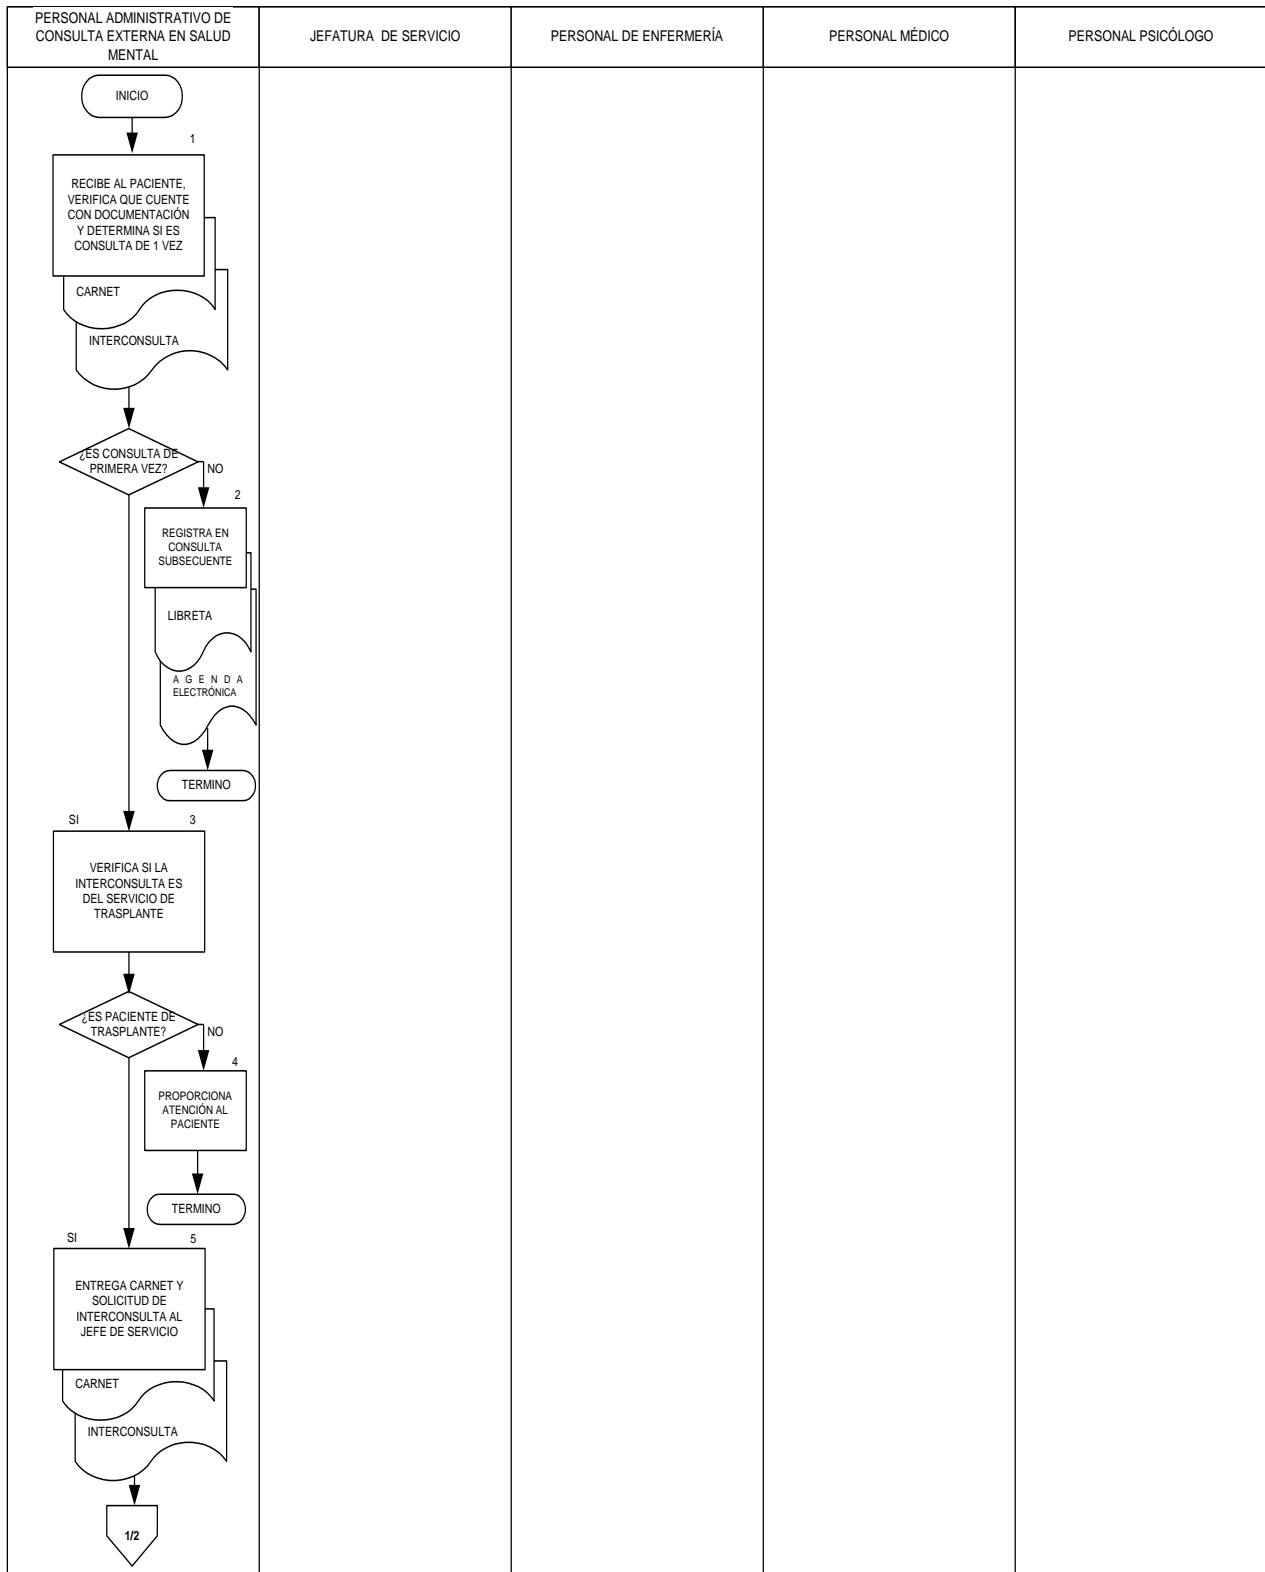 PERSONAL ADMINISTRATIVO DE
CONSULTA EXTERNA EN SALUD
MENTAL
JEFATURA DE SERVICIO
PERSONAL DE ENFERMERÍA
PERSONAL MÉDICO
PERSONAL PSICÓLOGO
INICIO
1
RECIBE AL PACIENTE,
VERIFICA QUE CUENTE
CON DOCUMENTACIÓN
Y DETERMINA SI ES
CONSULTA DE 1 VEZ
CARNET
INTERCONSULTA
¿ES CONSULTA DE
PRIMERA VEZ?
NO
2
REGISTRA EN
CONSULTA
SUBSECUENTE
LIBRETA
A G E N D A
ELECTRÓNICA
TERMINO
SI
3
VERIFICA SI LA
INTERCONSULTA ES
DEL SERVICIO DE
TRASPLANTE
¿ES PACIENTE DE
TRASPLANTE?
NO
4
PROPORCIONA
ATENCIÓN AL
PACIENTE
TERMINO
SI
5
ENTREGA CARNET Y
SOLICITUD DE
INTERCONSULTA AL
JEFE DE SERVICIO
CARNET
INTERCONSULTA
1/2